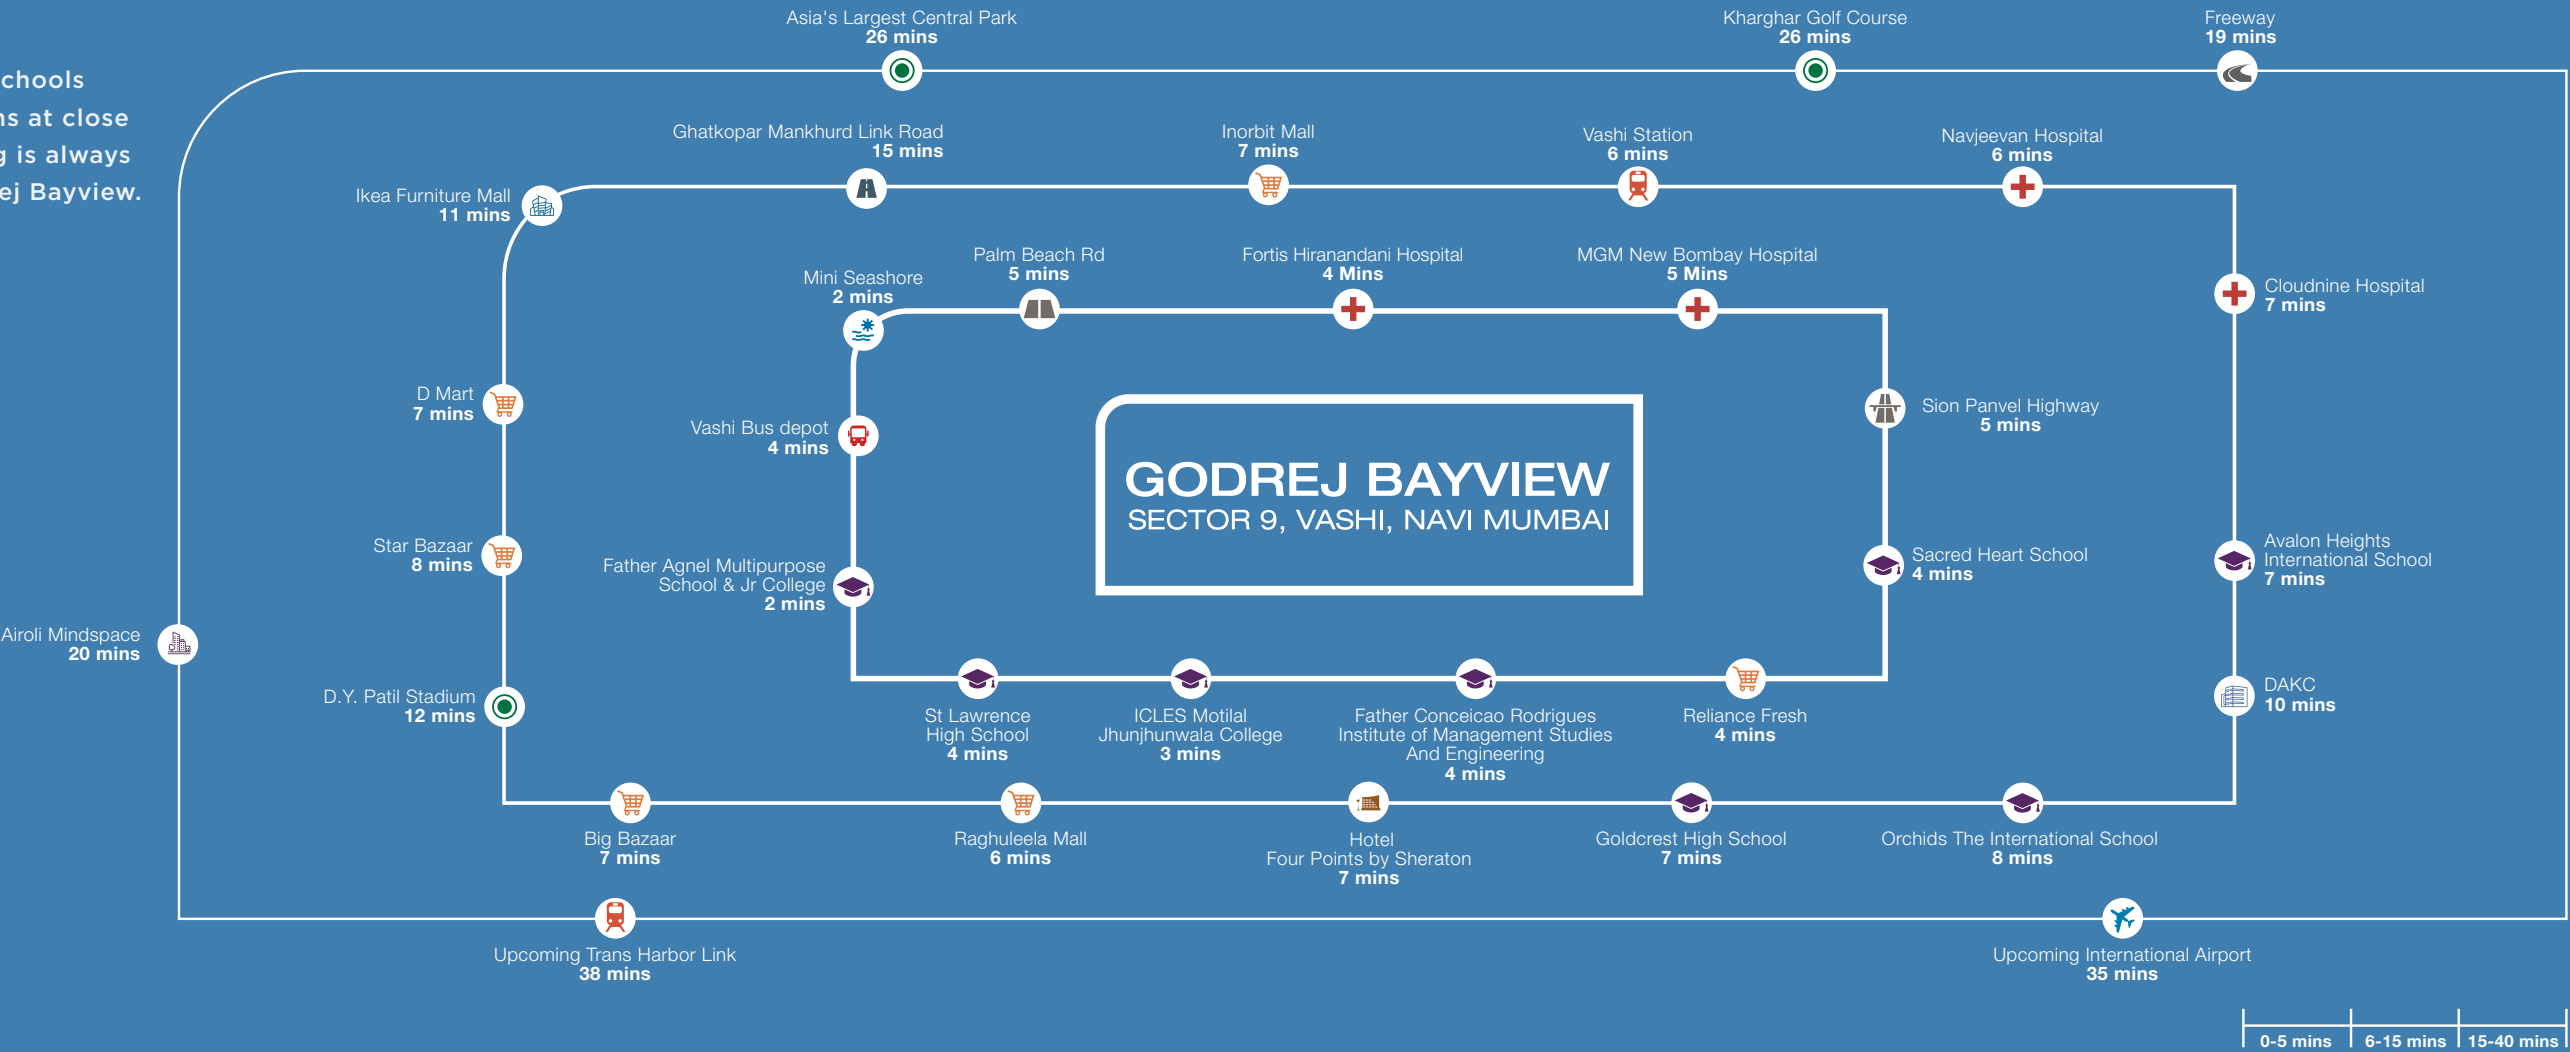 Asia's Largest Central Park
26 mins
Kharghar Golf Course
26 mins
Freeway
19 mins
at close
is always
Bayview.
Ghatkopar Mankhurd Link Road
15 mins
Inorbit Mall
7 mins
Vashi Station
6 mins
Navjeevan Hospital
6 mins
Ikea Furniture Mall
11 mins
Mini Seashore
2 mins
Palm Beach Rd
5 mins
Fortis Hiranandani Hospital
4 Mins
MGM New Bombay Hospital
5 Mins
Cloudnine Hospital
7 mins
D Mart
7 mins
Vashi Bus depot
4 mins
Sion Panvel Highway
5 mins
GODREJ BAYVIEW
SECTOR 9, VASHI, NAVI MUMBAI
Star Bazaar
8 mins
Father Agnel Multipurpose
School & Jr College
2 mins
Sacred Heart School
4 mins
Avalon Heights
International School
7 mins
Airoli Mindspace
20 mins
D.Y. Patil Stadium
12 mins
DAKC
10 mins
St Lawrence
High School
4 mins
ICLES Motilal
Jhunjhunwala College
3 mins
Father Conceicao Rodrigues
Institute of Management Studies
And Engineering
4 mins
Reliance Fresh
4 mins
Big Bazaar
7 mins
Raghuleela Mall
6 mins
Hotel
Four Points by Sheraton
7 mins
Goldcrest High School
7 mins
Orchids The International School
8 mins
Upcoming Trans Harbor Link
38 mins
Upcoming International Airport
35 mins
0-5 mins
6-15 mins
15-40 mins